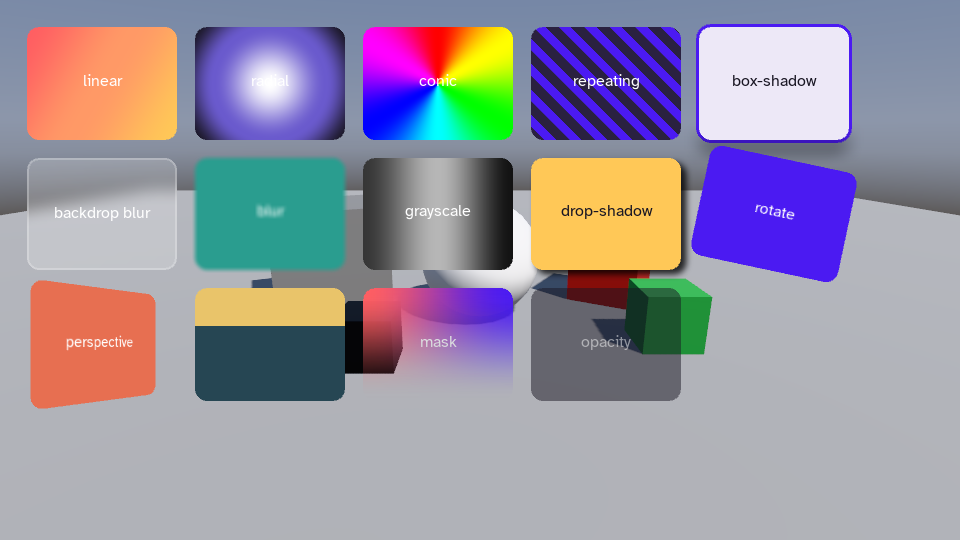 linear
radial
conic
repeating
box-shadow
backdrop blur
blur
grayscale
drop-shadow
rotate
perspective
mask
opacity